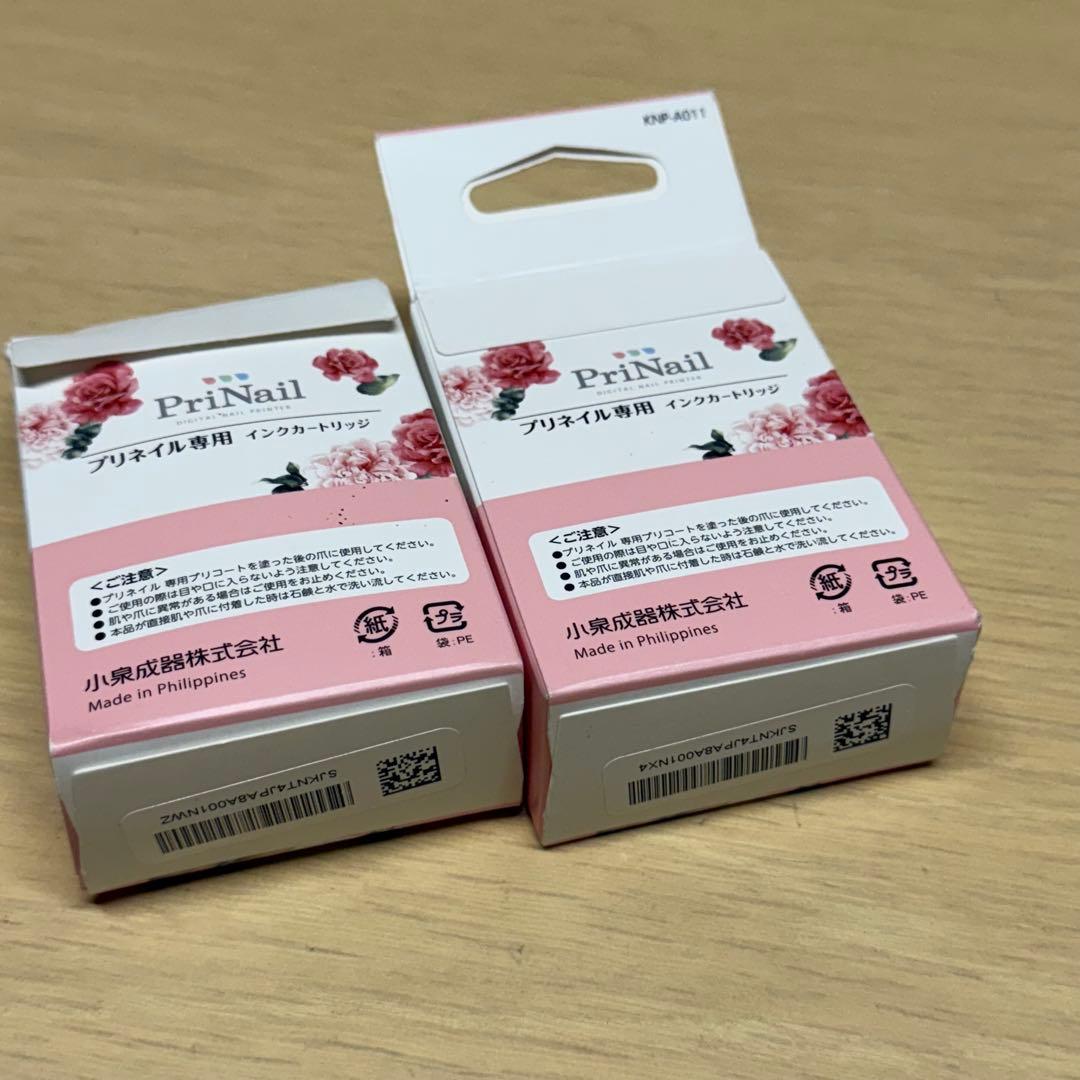 PriNail
DIGITAL NAIL PRINTER
プリネイル専用 インクカートリッジ
<ご注意>
●プリネイル 専用プリコートを塗った後の爪に使用してください。
●ご使用の際は目や口に入らないよう注意してください。
●肌や爪に異常がある場合はご使用をお止めください。
●本品が直接肌や爪に付着した時は石鹸と水で洗い流してください。
小泉成器株式会社
Made in Philippines
紙
:箱
プラ
袋:PE
SJKNT4JPA8A001NWZ
KNP-A011
PriNail
DIGITAL NAIL PRINTER
プリネイル専用 インクカートリッジ
<ご注意>
●プリネイル 専用プリコートを塗った後の爪に使用してください。
●ご使用の際は目や口に入らないよう注意してください。
●肌や爪に異常がある場合はご使用をお止めください。
●本品が直接肌や爪に付着した時は石鹸と水で洗い流してください。
小泉成器株式会社
Made in Philippines
紙
:箱
プラ
袋:PE
SJKNT4JPA8A001NX4